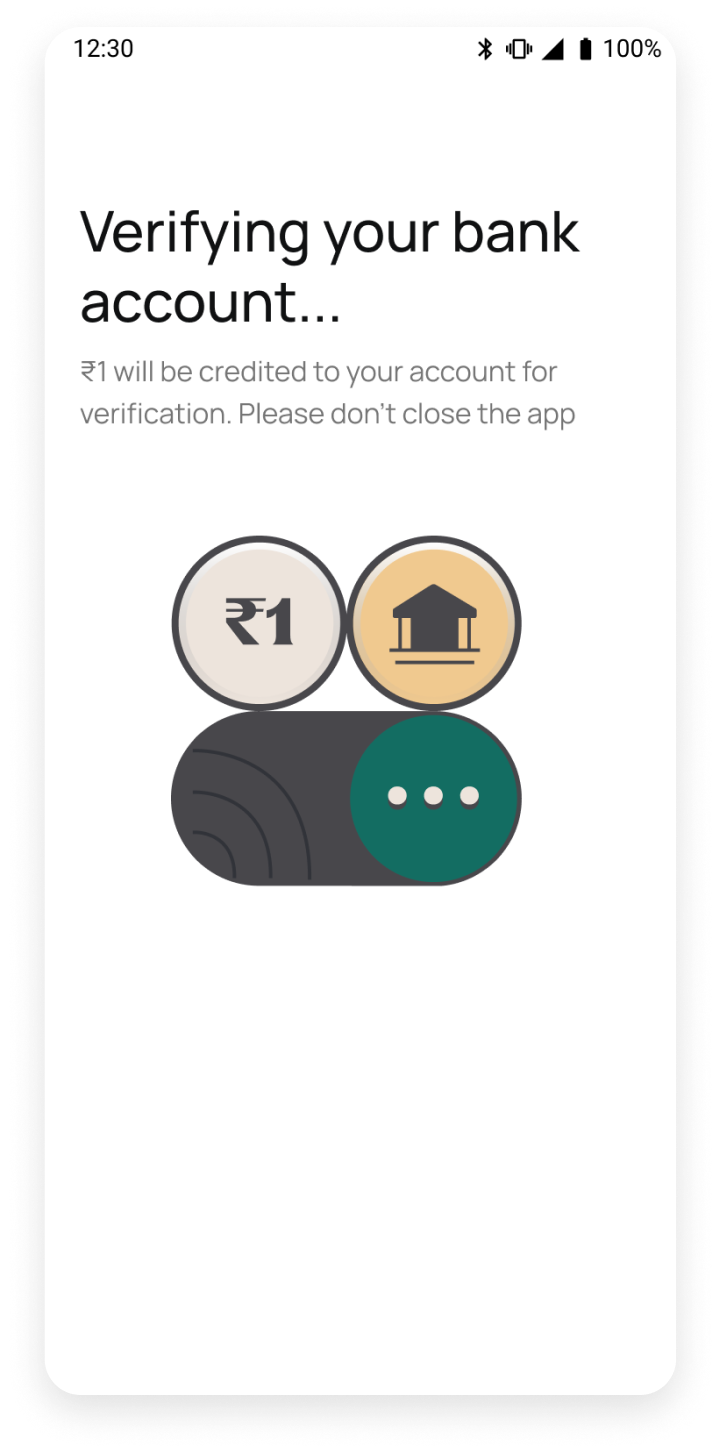 12:30 100%
Verifying your bank
account...
₹1 will be credited to your account for
verification. Please don’t close the app
₹1